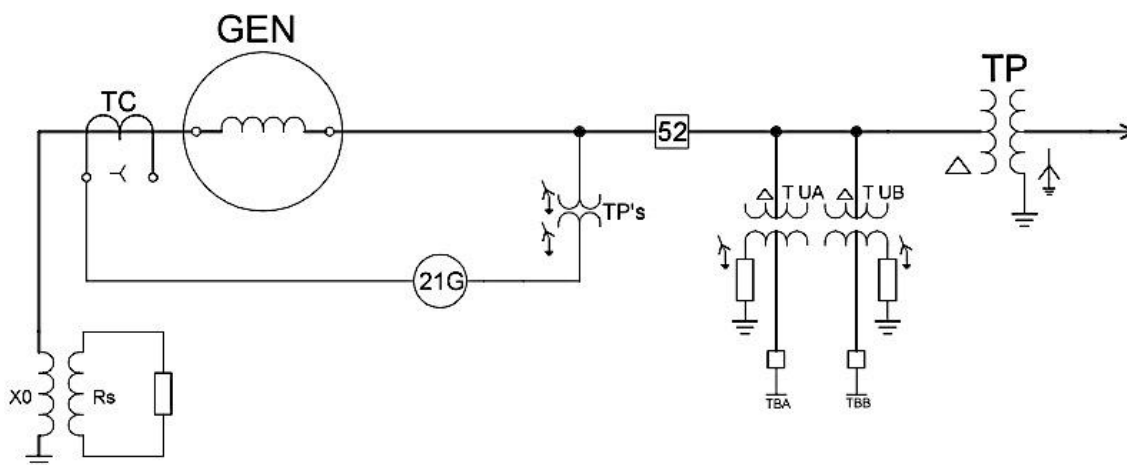 GEN
TC
TP
52
T UA
T UB
TP's
21G
X0
Rs
TBA
TBB